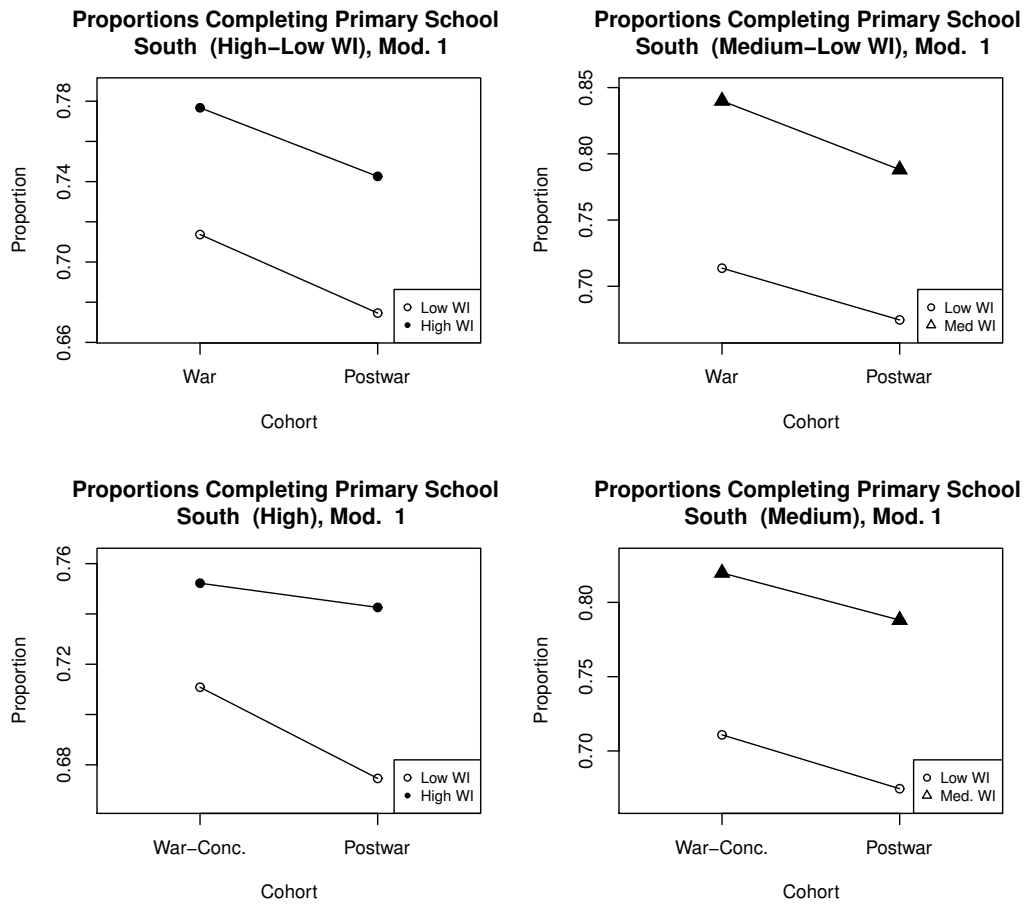 Proportions Completing Primary School
South (High−Low WI), Mod. 1
Proportion
0.78
0.74
0.70
0.66
Low WI
High WI
War
Postwar
Cohort
Proportions Completing Primary School
South (Medium−Low WI), Mod. 1
Proportion
0.85
0.80
0.75
0.70
Low WI
Med WI
War
Postwar
Cohort
Proportions Completing Primary School
South (High), Mod. 1
Proportion
0.76
0.72
0.68
Low WI
High WI
War−Conc.
Postwar
Cohort
Proportions Completing Primary School
South (Medium), Mod. 1
Proportion
0.80
0.75
0.70
Low WI
Med. WI
War−Conc.
Postwar
Cohort